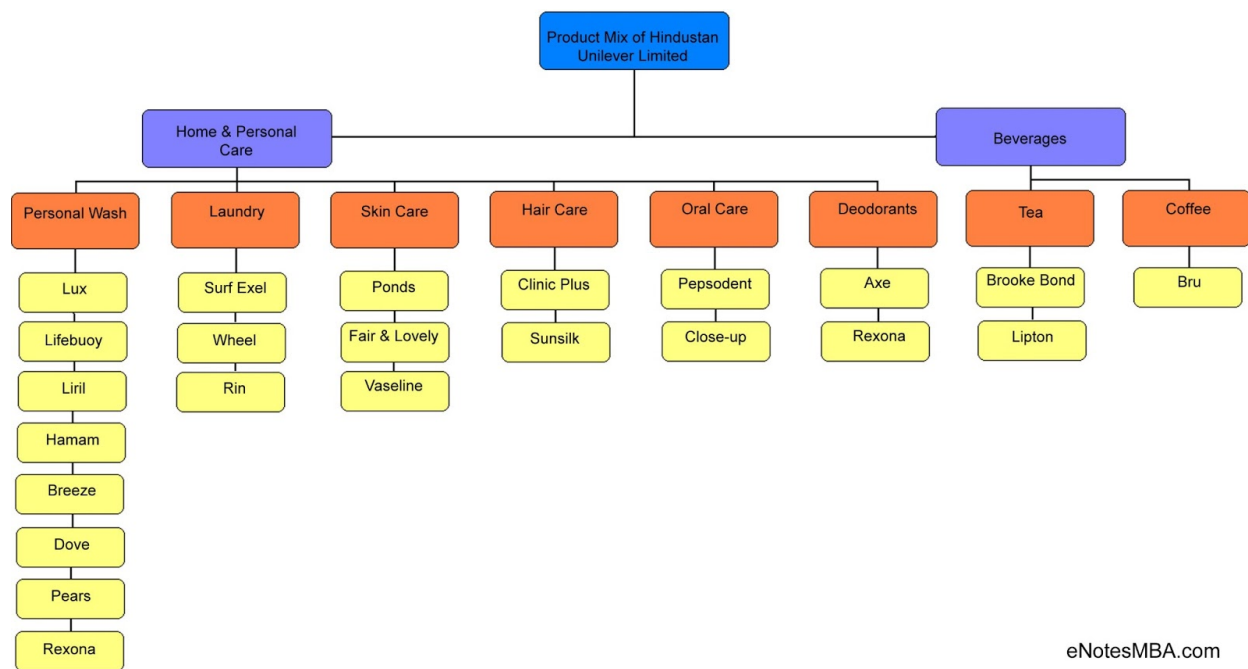 Product Mix of Hindustan
Unilever Limited
Home & Personal
Care
Beverages
Personal Wash
Laundry
Skin Care
Hair Care
Oral Care
Deodorants
Tea
Coffee
Lux
Lifebuoy
Liril
Hamam
Breeze
Dove
Pears
Rexona
Surf Exel
Wheel
Rin
Ponds
Fair & Lovely
Vaseline
Clinic Plus
Sunsilk
Pepsodent
Close-up
Axe
Rexona
Brooke Bond
Lipton
Bru
eNotesMBA.com